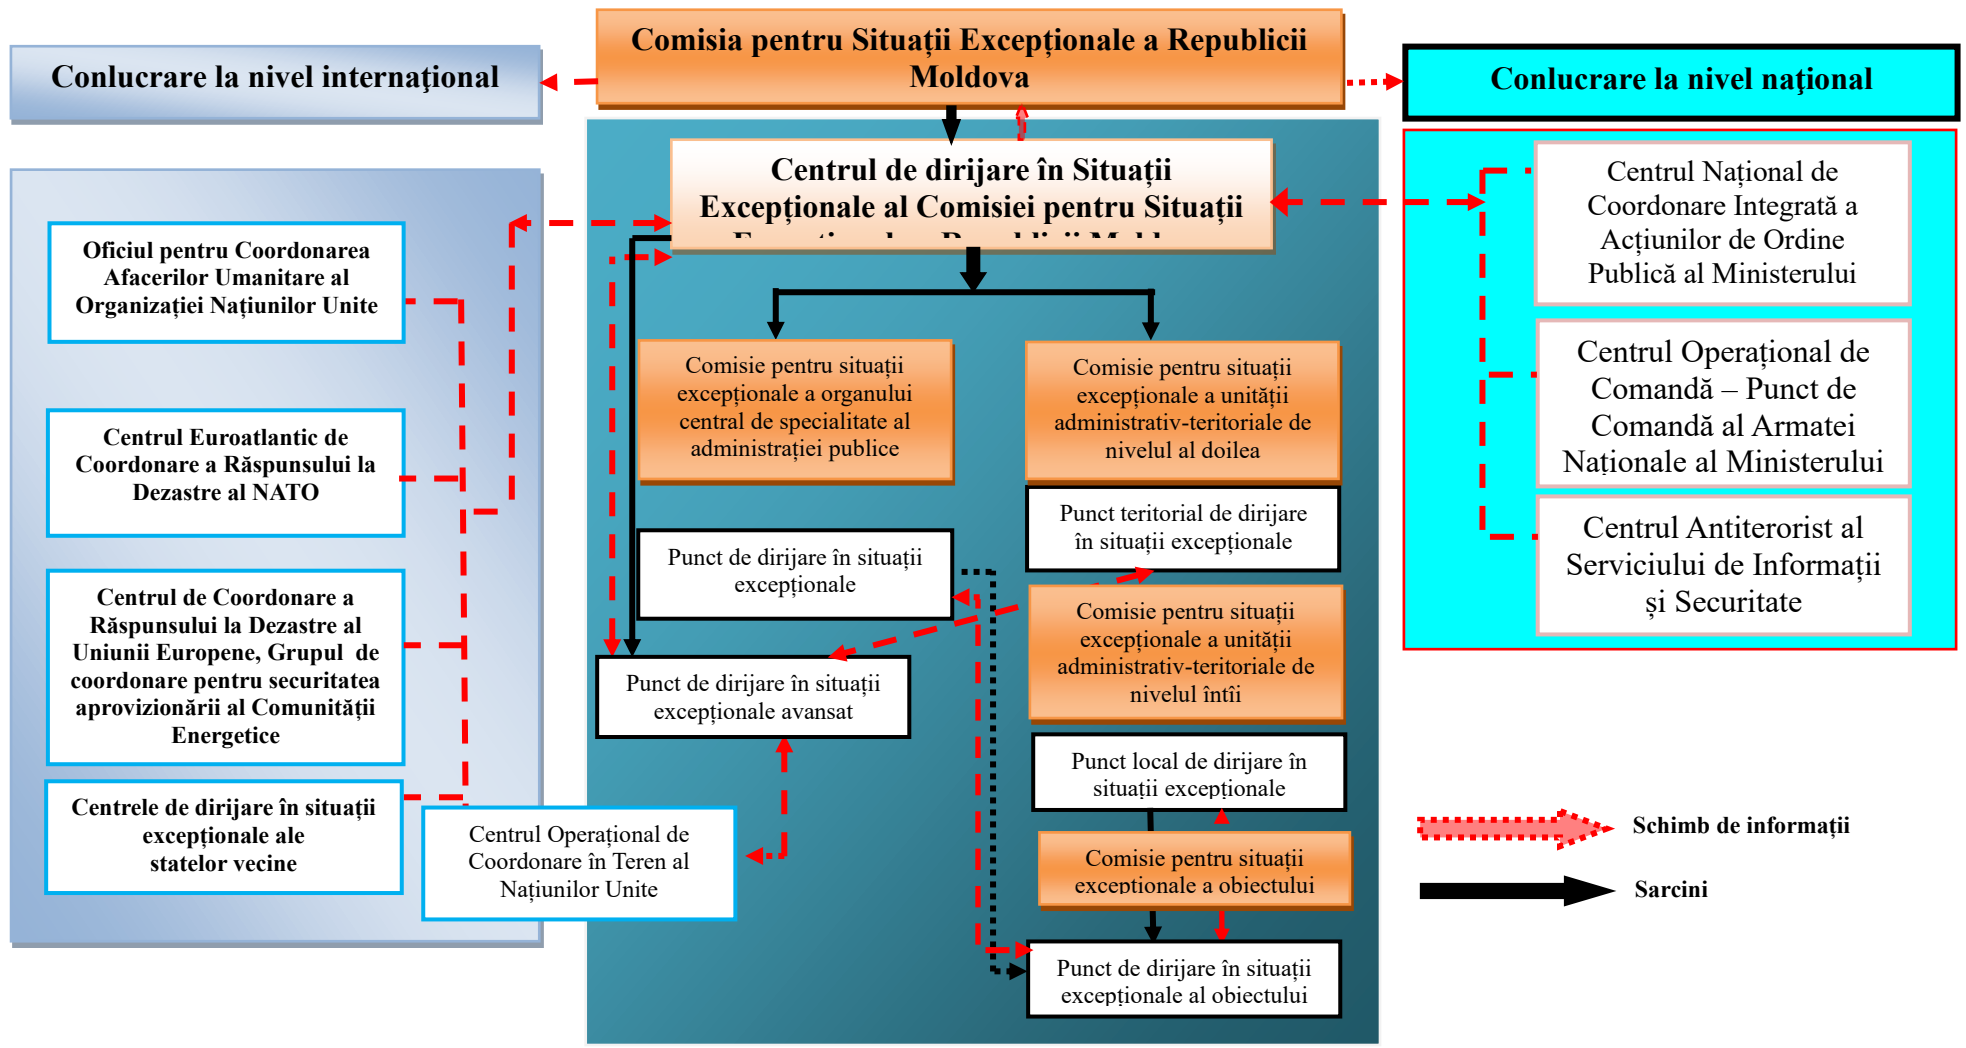 Comisia pentru Situații Excepționale a Republicii
Moldova
Conlucrare la nivel internaţional
Conlucrare la nivel naţional
Centrul de dirijare în Situații
Excepționale al Comisiei pentru Situații
Oficiul pentru Coordonarea
Afacerilor Umanitare al
Organizației Națiunilor Unite
Centrul Euroatlantic de
Coordonare a Răspunsului la
Dezastre al NATO
Centrul de Coordonare a
Răspunsului la Dezastre al
Uniunii Europene, Grupul de
coordonare pentru securitatea
aprovizionării al Comunității
Energetice
Centrele de dirijare în situații
excepționale ale
statelor vecine
Centrul Operațional de
Coordonare în Teren al
Națiunilor Unite
Comisie pentru situații
excepționale a organului
central de specialitate al
administrației publice
Punct de dirijare în situații
excepționale
Punct de dirijare în situații
excepționale avansat
Comisie pentru situații
excepționale a unității
administrativ-teritoriale de
nivelul al doilea
Punct teritorial de dirijare
în situații excepționale
Comisie pentru situații
excepționale a unității
administrativ-teritoriale de
nivelul întîi
Punct local de dirijare în
situații excepționale
Comisie pentru situații
excepționale a obiectului
Punct de dirijare în situații
excepționale al obiectului
Centrul Național de
Coordonare Integrată a
Acțiunilor de Ordine
Publică al Ministerului
Centrul Operațional de
Comandă – Punct de
Comandă al Armatei
Naționale al Ministerului
Centrul Antiterorist al
Serviciului de Informații
și Securitate
Schimb de informații
Sarcini